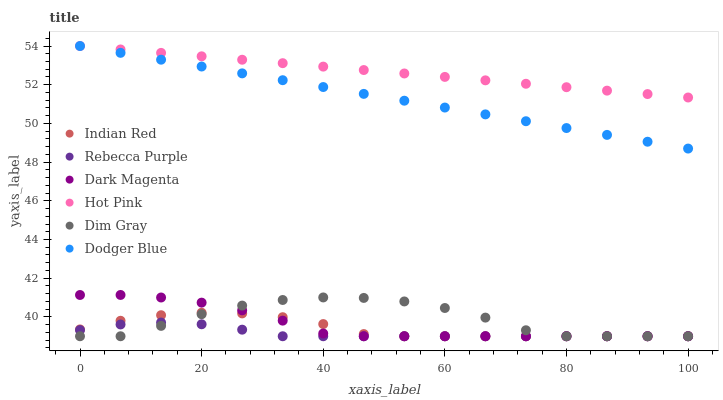 title
54
52
50
48
46
44
42
40
yaxis_label
Indian Red
Rebecca Purple
Dark Magenta
Hot Pink
Dim Gray
Dodger Blue
0 20 40 60 80 100
xaxis_label